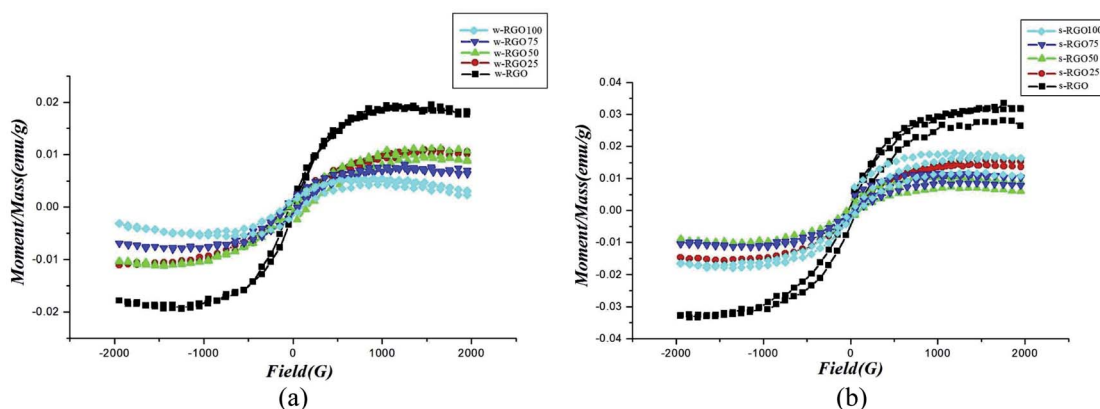 w-RGO100
w-RGO75
w-RGO50
w-RGO25
w-RGO
0.02
0.01
0.00
-0.01
-0.02
Moment/Mass(emu/g)
-2000 -1000 0 1000 2000
Field(G)
(a)
s-RGO100
s-RGO75
s-RGO50
s-RGO25
s-RGO
0.04
0.03
0.02
0.01
0.00
-0.01
-0.02
-0.03
-0.04
Moment/Mass(emu/g)
-2000 -1000 0 1000 2000
Field(G)
(b)